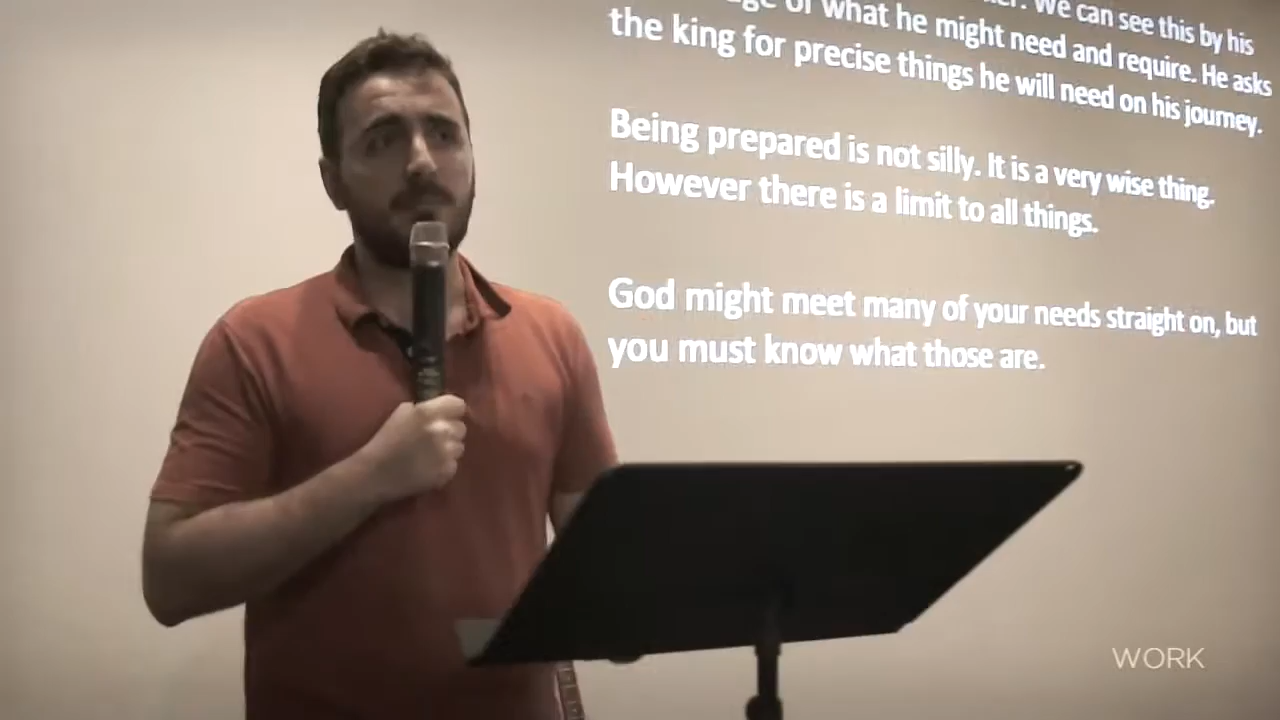 of what he might need and require. He asks
We can see this by his
the king for precise things he will need on his journey.
Being prepared is not silly. It is a very wise thing.
However there is a limit to all things.
God might meet many of your needs straight on, but
you must know what those are.
WORK